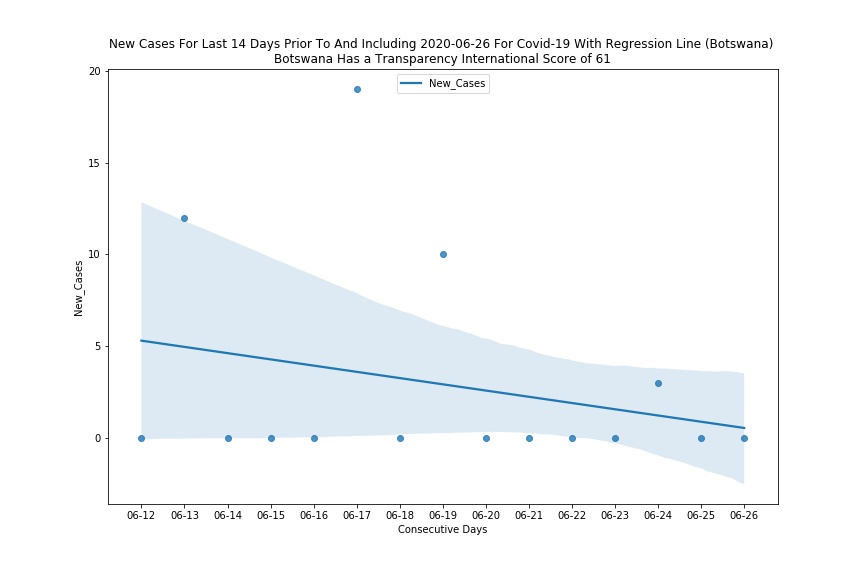 New Cases For Last 14 Days Prior To And Including 2020-06-26 For Covid-19 With Regression Line (Botswana)
Botswana Has a Transparency International Score of 61
New_Cases
20
15
10
5
0
New_Cases
06-12 06-13 06-14 06-15 06-16 06-17 06-18 06-19 06-20 06-21 06-22 06-23 06-24 06-25 06-26
Consecutive Days